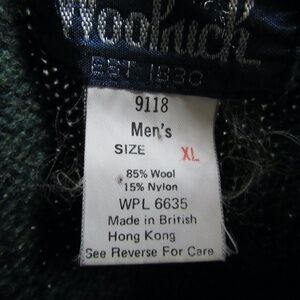 Woolrich
EST. 1830
9118
Men's
SIZE XL
85% Wool
15% Nylon
WPL 6635
Made in British
Hong Kong
See Reverse For Care